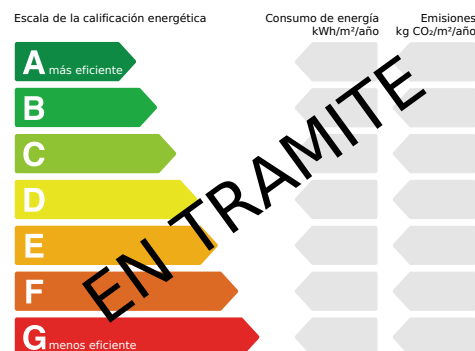 Escala de la calificación energética
Consumo de energía
kWh/m²/año
Emisiones
kg CO₂/m²/año
A más eficiente
B
C
D
E
F
G menos eficiente
EN TRAMITE